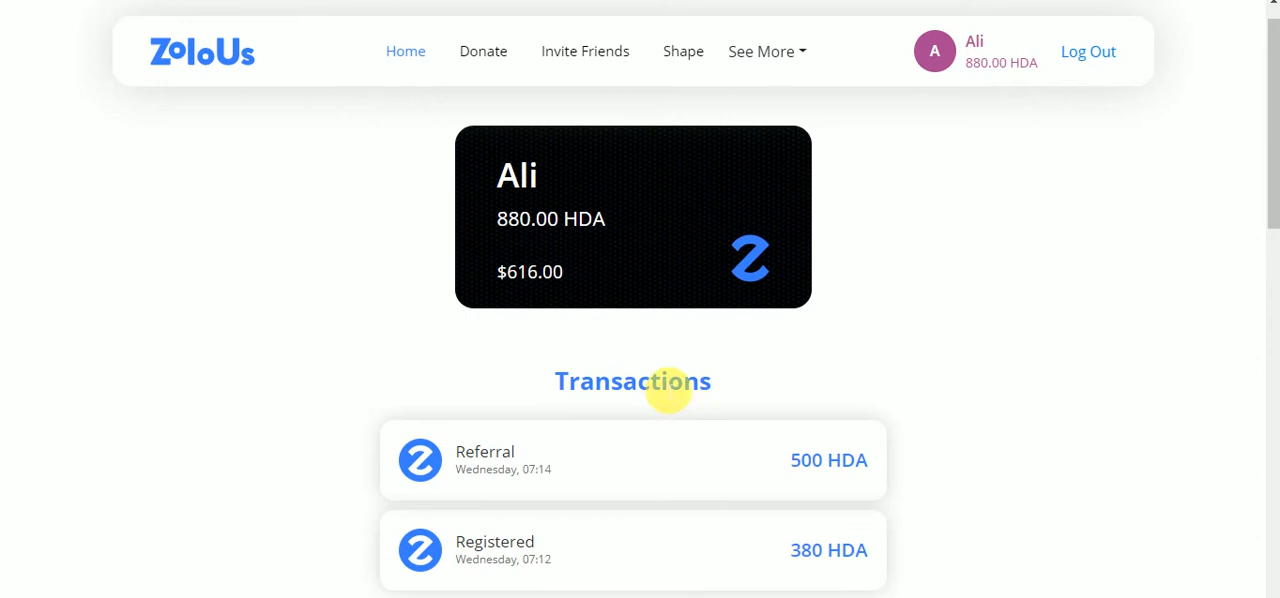 ZoloUs Home Donate Invite Friends Shape See More A Ali 880.00 HDA Log Out
Ali
880.00 HDA
$616.00
Transactions
Referral
Wednesday, 07:14
500 HDA
Registered
Wednesday, 07:12
380 HDA